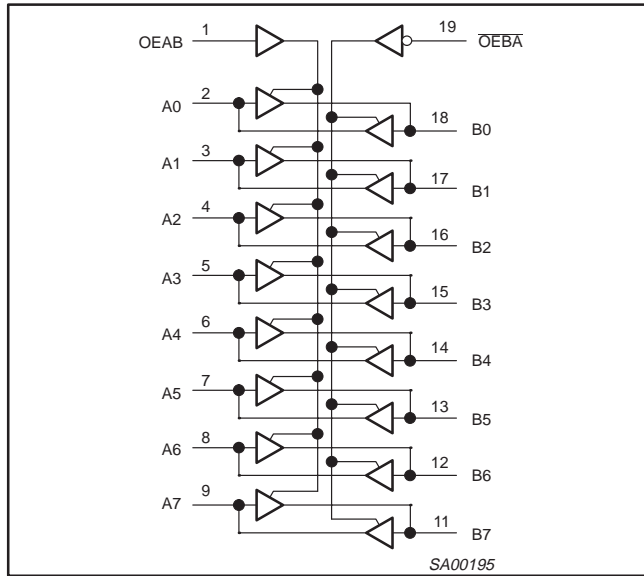 OEAB 1 19 OEBA
A0 2 18 B0
A1 3 17 B1
A2 4 16 B2
A3 5 15 B3
A4 6 14 B4
A5 7 13 B5
A6 8 12 B6
A7 9 11 B7
SA00195